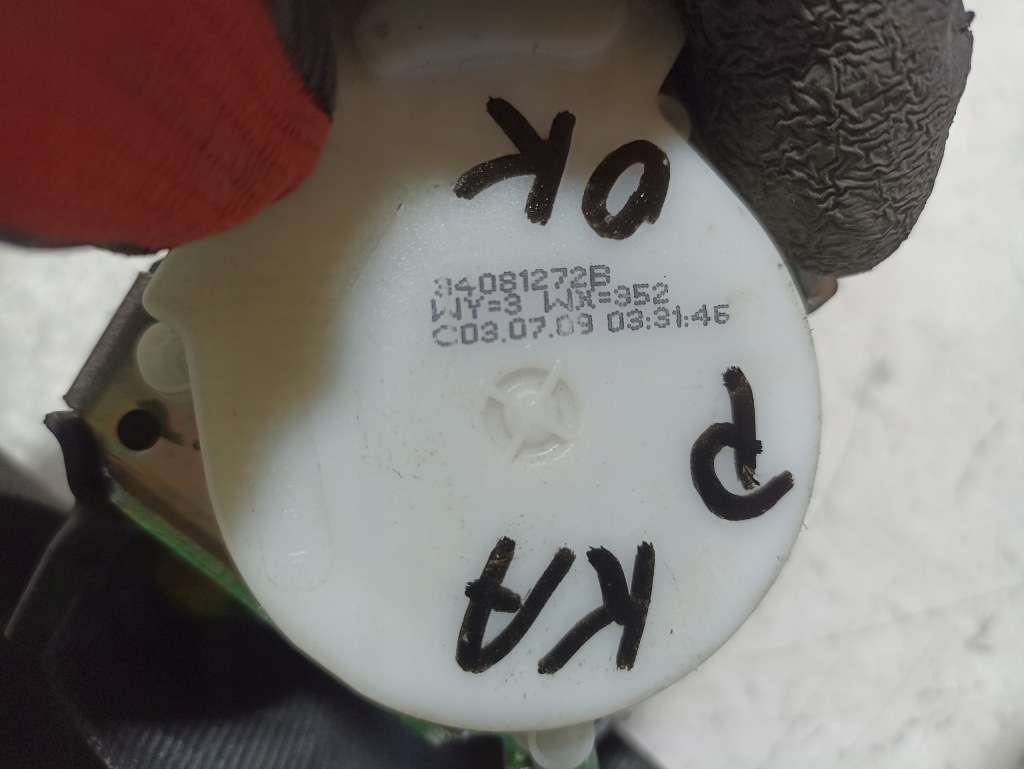 OK
34081272B
WY=3 WX=352
C03.07.09 03:31:46
P
KA